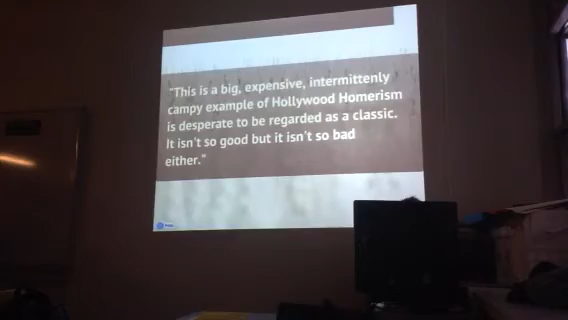 "This is a big, expensive, intermittenly
campy example of Hollywood Homerism
is desperate to be regarded as a classic.
It isn't so good but it isn't so bad
either."